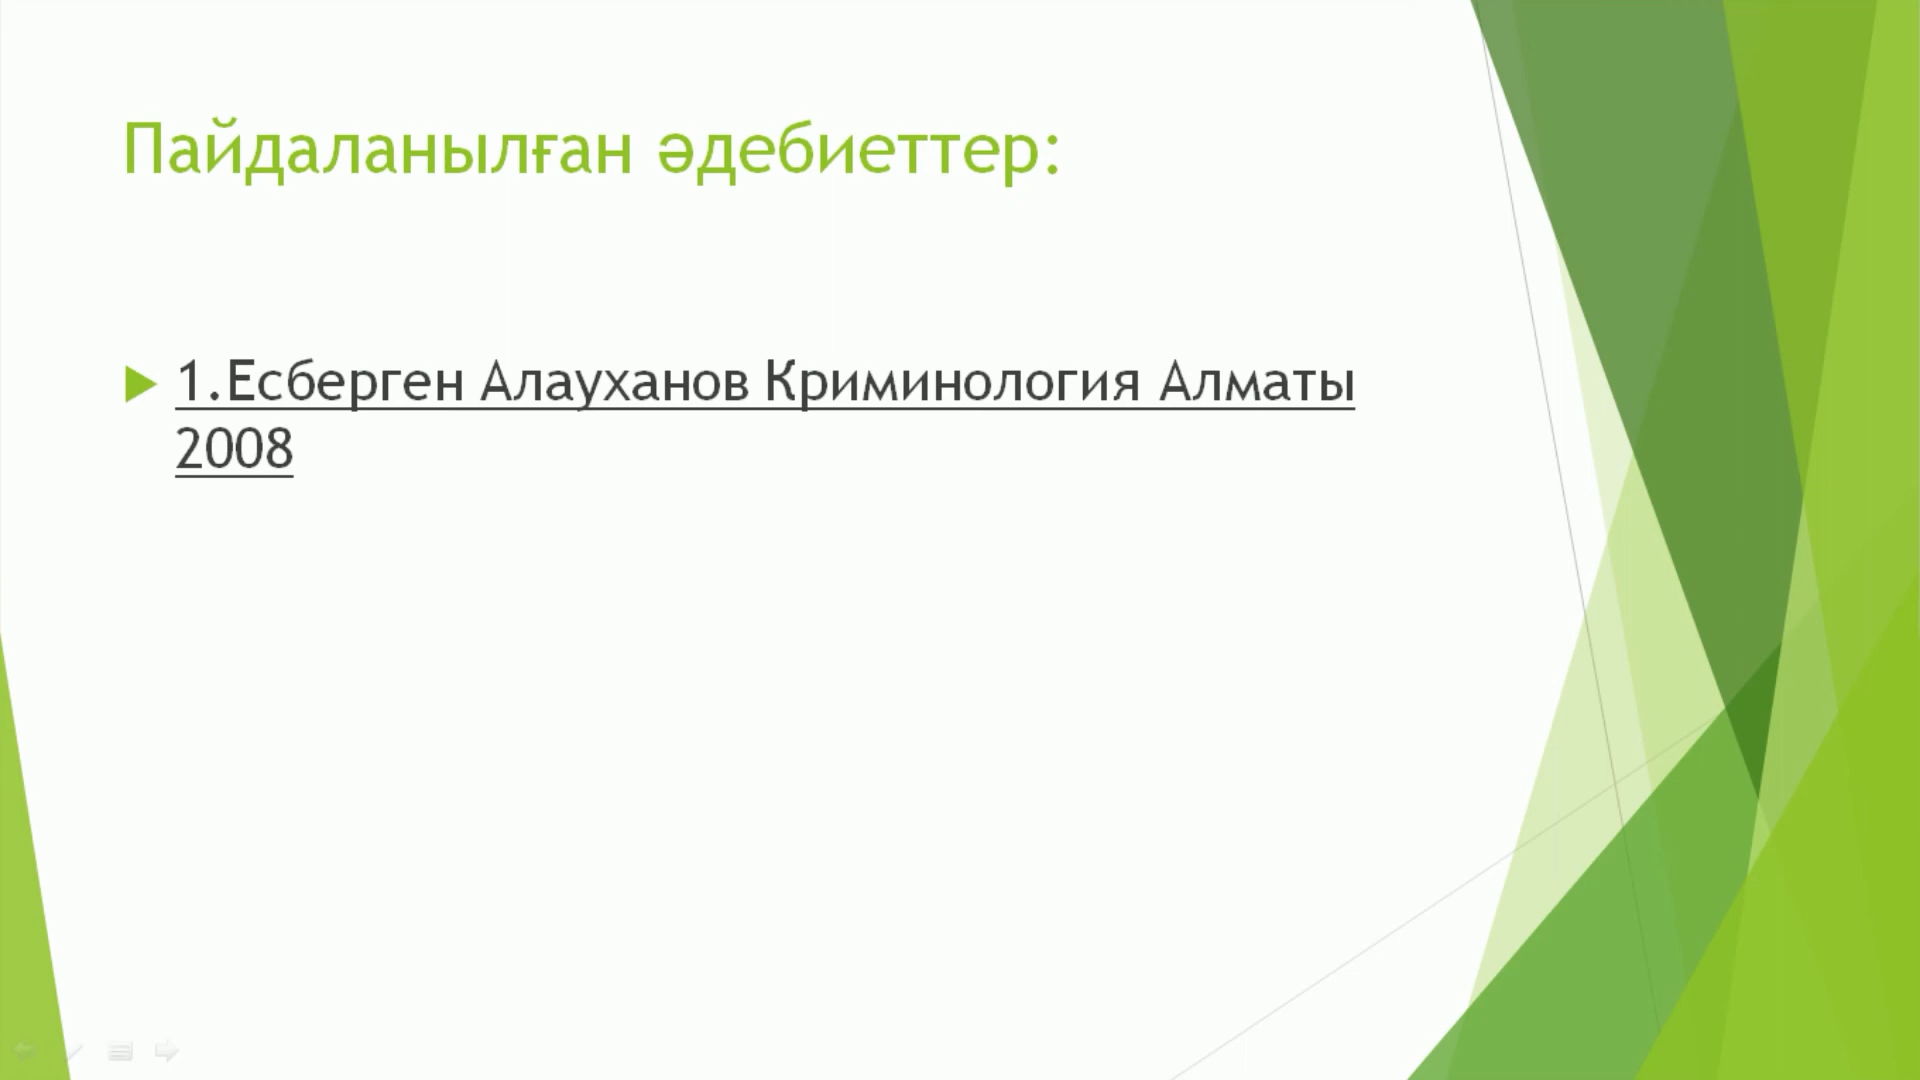 Пайдаланылған әдебиеттер:
1.Есберген Алауханов Криминология Алматы
2008